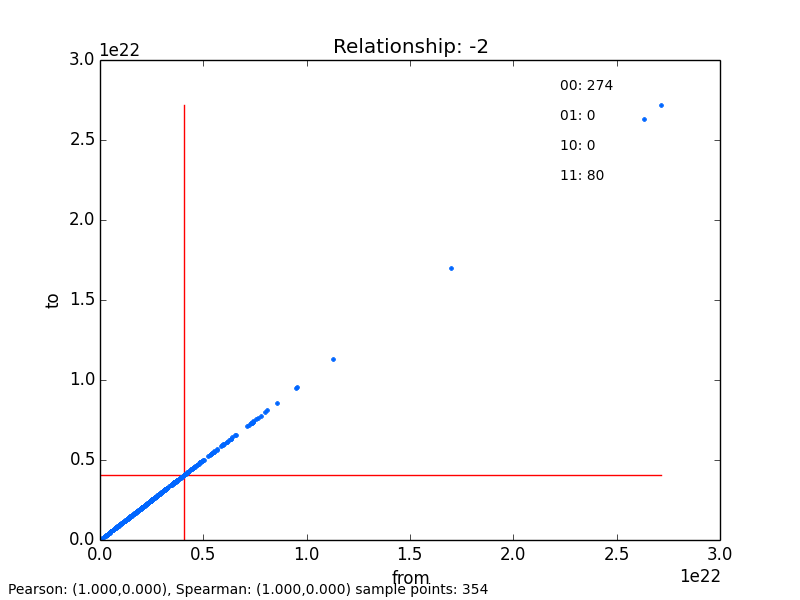 Relationship: -2
1e22
3.0
2.5
2.0
1.5
1.0
0.5
0.0
to
00: 274
01: 0
10: 0
11: 80
0.0 0.5 1.0 1.5 2.0 2.5 3.0
from
1e22
Pearson: (1.000,0.000), Spearman: (1.000,0.000) sample points: 354